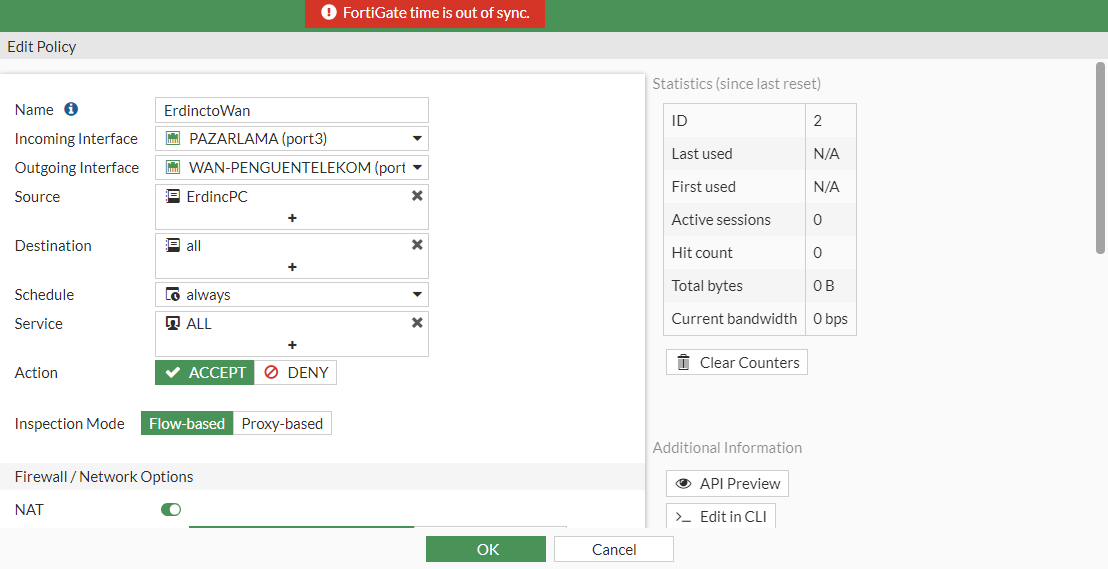 FortiGate time is out of sync.
Edit Policy
Name
ErdinctoWan
Incoming Interface
PAZARLAMA (port3)
Outgoing Interface
WAN-PENGUENTELEKOM (port
Source
ErdincPC
+
Destination
all
+
Schedule
always
Service
ALL
+
Action
ACCEPT
DENY
Inspection Mode
Flow-based
Proxy-based
Firewall / Network Options
NAT
Statistics (since last reset)
ID 2
Last used N/A
First used N/A
Active sessions 0
Hit count 0
Total bytes 0 B
Current bandwidth 0 bps
Clear Counters
Additional Information
API Preview
>_ Edit in CLI
OK
Cancel